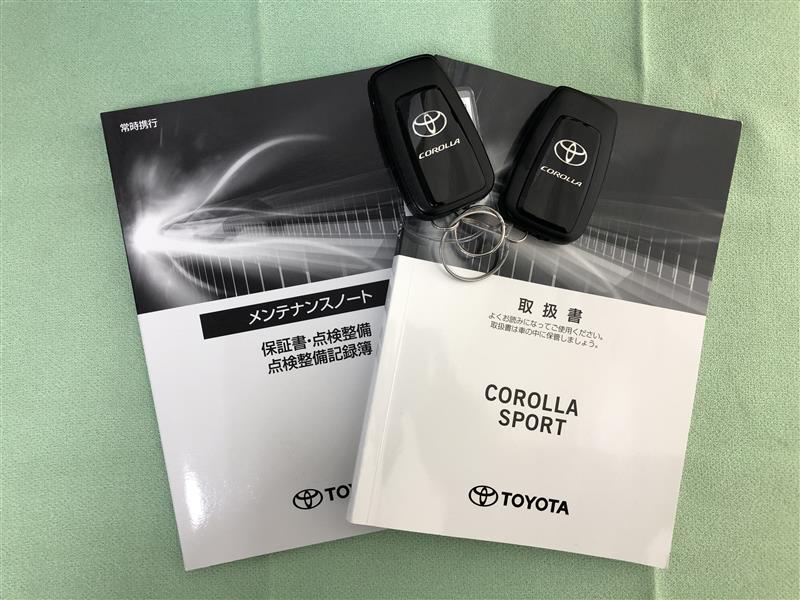 常時携行
メンテナンスノート
保証書・点検整備
点検整備記録簿
TOYOTA
COROLLA
COROLLA
取扱書
よくお読みになってご使用ください。
取扱書は車の中に保管しましょう。
COROLLA
SPORT
TOYOTA